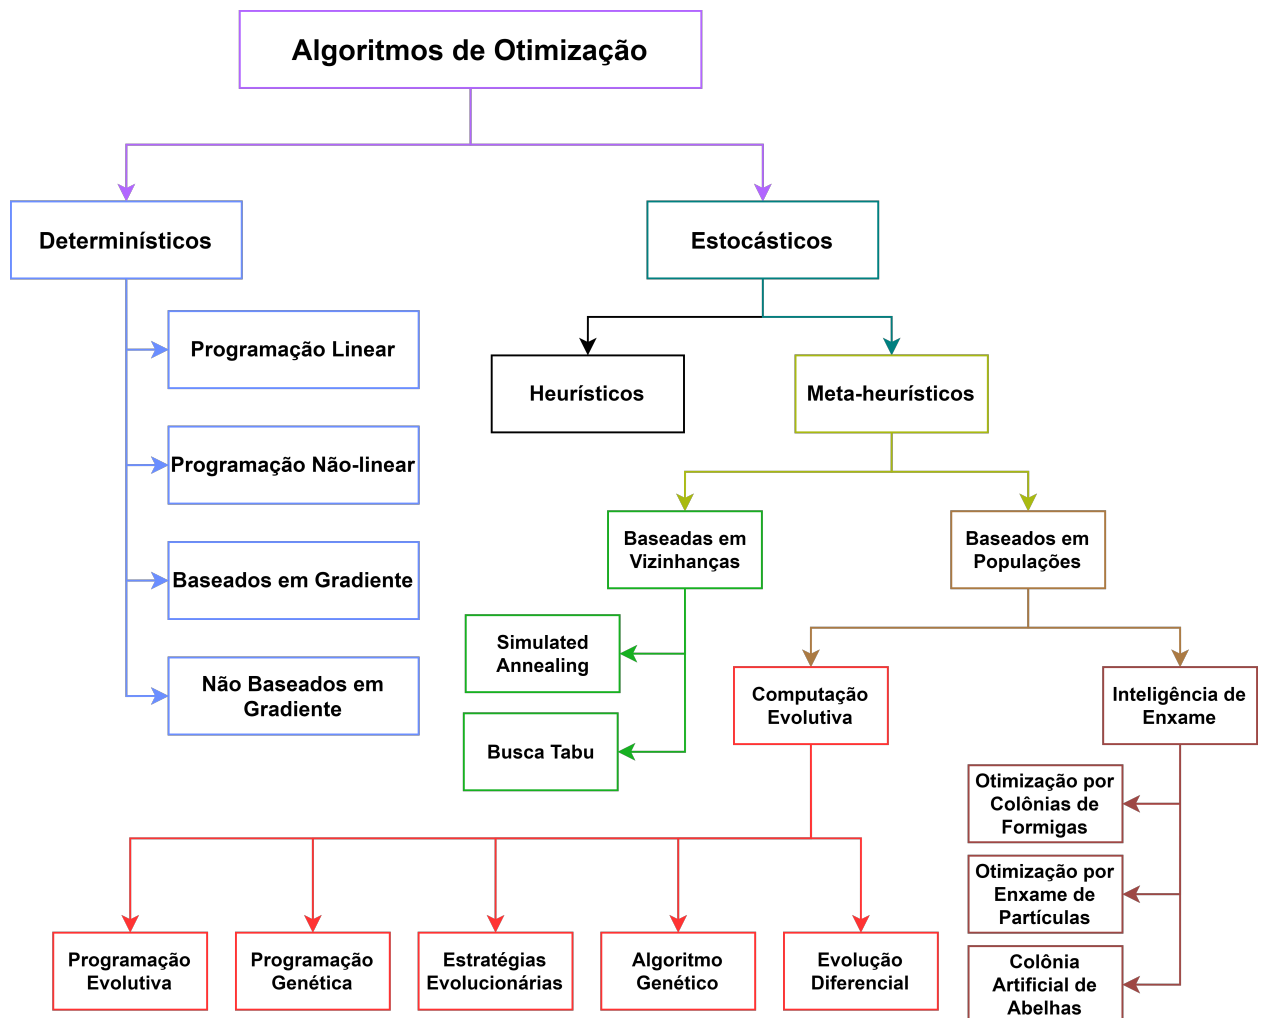 Algoritmos de Otimização
Determinísticos
Estocásticos
Programação Linear
Programação Não-linear
Baseados em Gradiente
Não Baseados em
Gradiente
Heurísticos
Meta-heurísticos
Baseadas em
Vizinhanças
Baseados em
Populações
Simulated
Annealing
Busca Tabu
Computação
Evolutiva
Inteligência de
Enxame
Otimização por
Colônias de
Formigas
Otimização por
Enxame de
Partículas
Colônia
Artificial de
Abelhas
Programação
Evolutiva
Programação
Genética
Estratégias
Evolucionárias
Algoritmo
Genético
Evolução
Diferencial